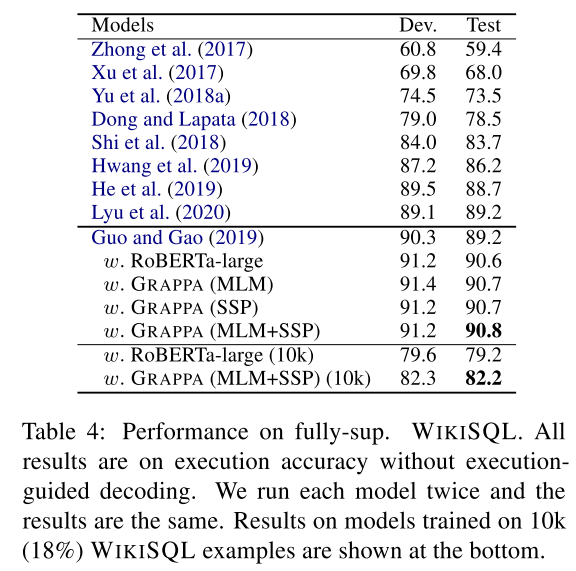 Models Dev. Test
Zhong et al. (2017) 60.8 59.4
Xu et al. (2017) 69.8 68.0
Yu et al. (2018a) 74.5 73.5
Dong and Lapata (2018) 79.0 78.5
Shi et al. (2018) 84.0 83.7
Hwang et al. (2019) 87.2 86.2
He et al. (2019) 89.5 88.7
Lyu et al. (2020) 89.1 89.2
Guo and Gao (2019) 90.3 89.2
w. RoBERTa-large 91.2 90.6
w. GRAPPA (MLM) 91.4 90.7
w. GRAPPA (SSP) 91.2 90.7
w. GRAPPA (MLM+SSP) 91.2 90.8
w. RoBERTa-large (10k) 79.6 79.2
w. GRAPPA (MLM+SSP) (10k) 82.3 82.2
Table 4: Performance on fully-sup. WIKISQL. All
results are on execution accuracy without execution-
guided decoding. We run each model twice and the
results are the same. Results on models trained on 10k
(18%) WIKISQL examples are shown at the bottom.